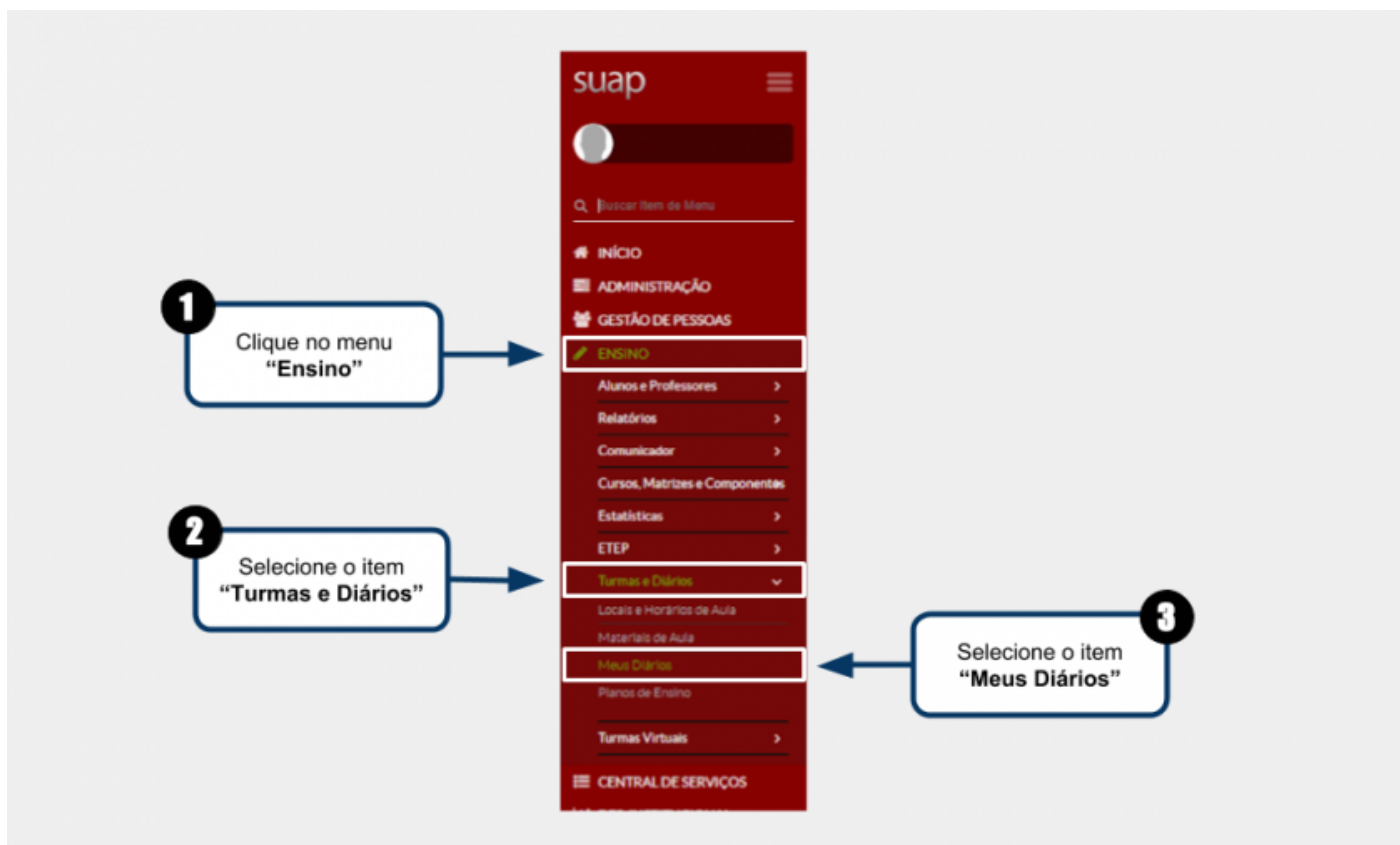 suap
Buscar Item de Menu
INÍCIO
ADMINISTRAÇÃO
GESTÃO DE PESSOAS
1
Clique no menu
“Ensino”
ENSINO
Alunos e Professores
Relatórios
Comunicador
Cursos, Matrizes e Componentes
Estatísticas
ETEP
2
Selecione o item
“Turmas e Diários”
Turmas e Diários
Locais e Horários de Aula
Materiais de Aula
Meus Diários
3
Selecione o item
“Meus Diários”
Planos de Ensino
Turmas Virtuais
CENTRAL DE SERVIÇOS